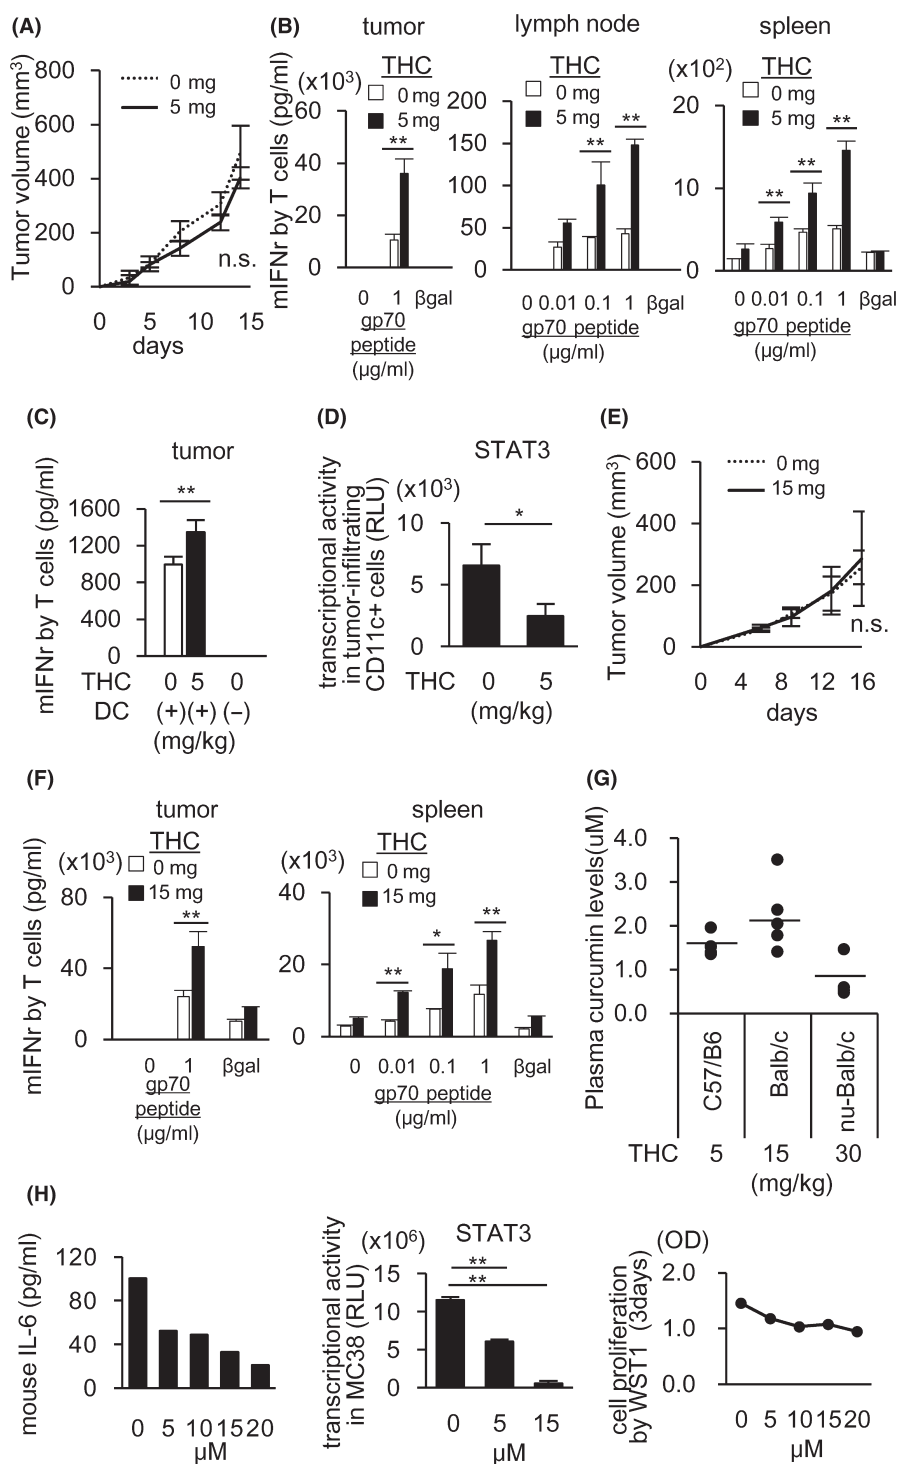 (A)
Tumor volume (mm³)
800
600
400
200
0
0 mg
5 mg
n.s.
0 5 10 15
days
(B)
mIFNr by T cells (pg/ml)
tumor
(x10³)
THC
0 mg
5 mg
60
40
20
0
**
0 1 βgal
gp70
peptide
(µg/ml)
lymph node
THC
0 mg
5 mg
200
150
100
50
0
** **
0 0.01 0.1 1 βgal
gp70 peptide
(µg/ml)
spleen
(x10²)
THC
0 mg
5 mg
20
10
0
** ** **
0 0.01 0.1 1 βgal
gp70 peptide
(µg/ml)
(C)
tumor
mIFNr by T cells (pg/ml)
1600
1200
800
400
0
**
THC 0 5 0
DC (+)(+)(−)
(mg/kg)
(D)
STAT3
transcriptional activity
in tumor-infiltrating
CD11c+ cells (RLU)
(x10³)
10
5
0
*
THC 0 5
(mg/kg)
(E)
Tumor volume (mm³)
600
400
200
0
0 mg
15 mg
n.s.
0 4 8 12 16
days
(F)
mIFNr by T cells (pg/ml)
tumor
THC
(x10³)
0 mg
15 mg
80
40
0
**
0 1 βgal
gp70
peptide
(µg/ml)
spleen
THC
(x10³)
0 mg
15 mg
40
20
0
** * **
0 0.01 0.1 1 βgal
gp70 peptide
(µg/ml)
(G)
Plasma curcumin levels(uM)
4.0
3.0
2.0
1.0
0.0
C57/B6
Balb/c
nu-Balb/c
THC 5 15 30
(mg/kg)
(H)
mouse IL-6 (pg/ml)
120
80
40
0
0 5 10 15 20
µM
STAT3
(x10⁶)
transcriptional activity
in MC38 (RLU)
15
10
5
0
**
**
0 5 15
µM
(OD)
cell proliferation
by WST1 (3days)
2.0
1.0
0.0
0 5 10 15 20
µM